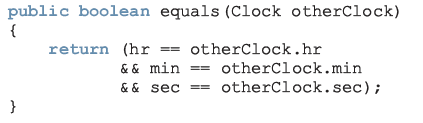 public boolean equals(Clock otherClock)
{
    return (hr == otherClock.hr
            && min == otherClock.min
            && sec == otherClock.sec);
}